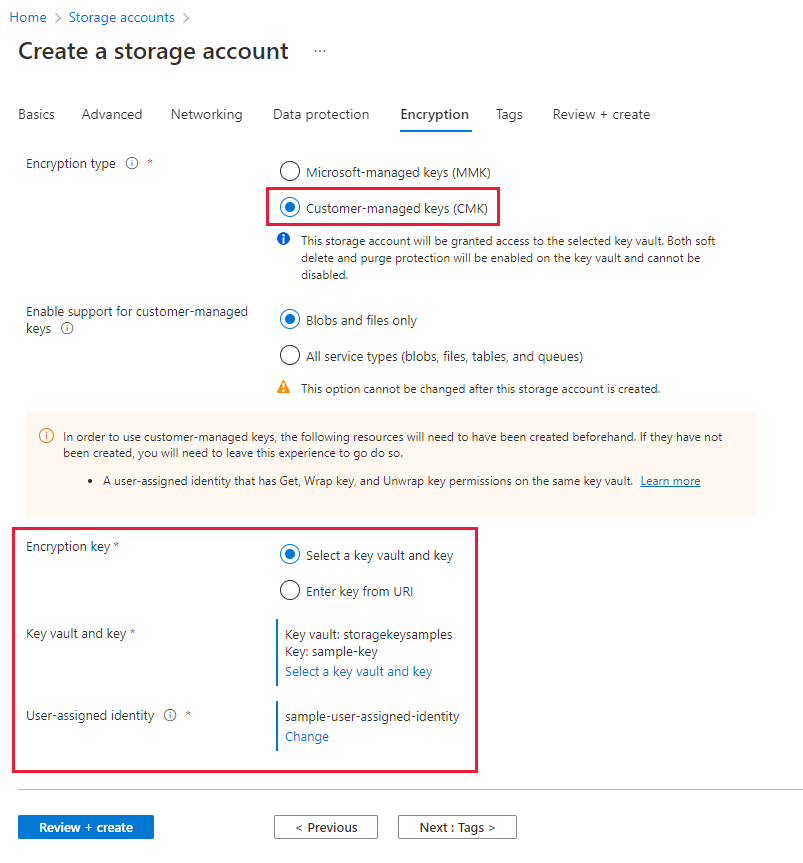 Home > Storage accounts >
Create a storage account ...
Basics Advanced Networking Data protection Encryption Tags Review + create
Encryption type *
Microsoft-managed keys (MMK)
Customer-managed keys (CMK)
This storage account will be granted access to the selected key vault. Both soft
delete and purge protection will be enabled on the key vault and cannot be
disabled.
Enable support for customer-managed
keys
Blobs and files only
All service types (blobs, files, tables, and queues)
This option cannot be changed after this storage account is created.
In order to use customer-managed keys, the following resources will need to have been created beforehand. If they have not
been created, you will need to leave this experience to go do so.
• A user-assigned identity that has Get, Wrap key, and Unwrap key permissions on the same key vault. Learn more
Encryption key *
Select a key vault and key
Enter key from URI
Key vault and key *
Key vault: storagekeysamples
Key: sample-key
Select a key vault and key
User-assigned identity *
sample-user-assigned-identity
Change
Review + create
< Previous
Next : Tags >